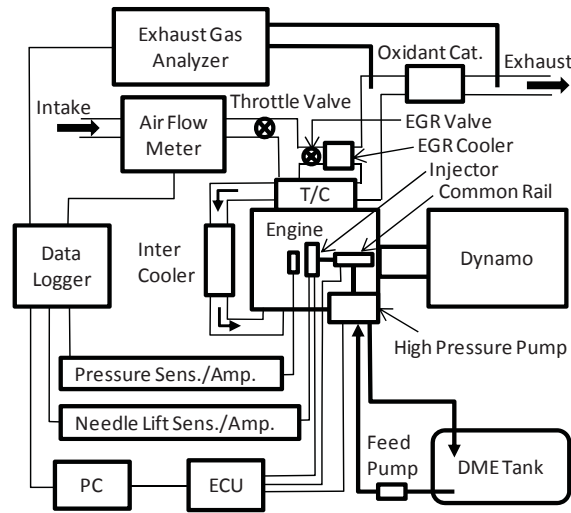 Exhaust Gas
Analyzer
Oxidant Cat.
Exhaust
Intake
Throttle Valve
Air Flow
Meter
EGR Valve
EGR Cooler
Injector
Common Rail
T/C
Engine
Data
Logger
Inter
Cooler
Dynamo
High Pressure Pump
Pressure Sens./Amp.
Needle Lift Sens./Amp.
Feed
Pump
DME Tank
PC
ECU